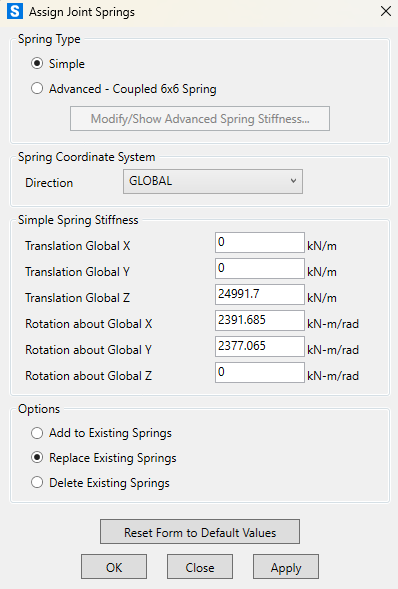 S Assign Joint Springs
Spring Type
Simple
Advanced - Coupled 6x6 Spring
Modify/Show Advanced Spring Stiffness...
Spring Coordinate System
Direction GLOBAL
Simple Spring Stiffness
Translation Global X 0 kN/m
Translation Global Y 0 kN/m
Translation Global Z 24991.7 kN/m
Rotation about Global X 2391.685 kN-m/rad
Rotation about Global Y 2377.065 kN-m/rad
Rotation about Global Z 0 kN-m/rad
Options
Add to Existing Springs
Replace Existing Springs
Delete Existing Springs
Reset Form to Default Values
OK Close Apply